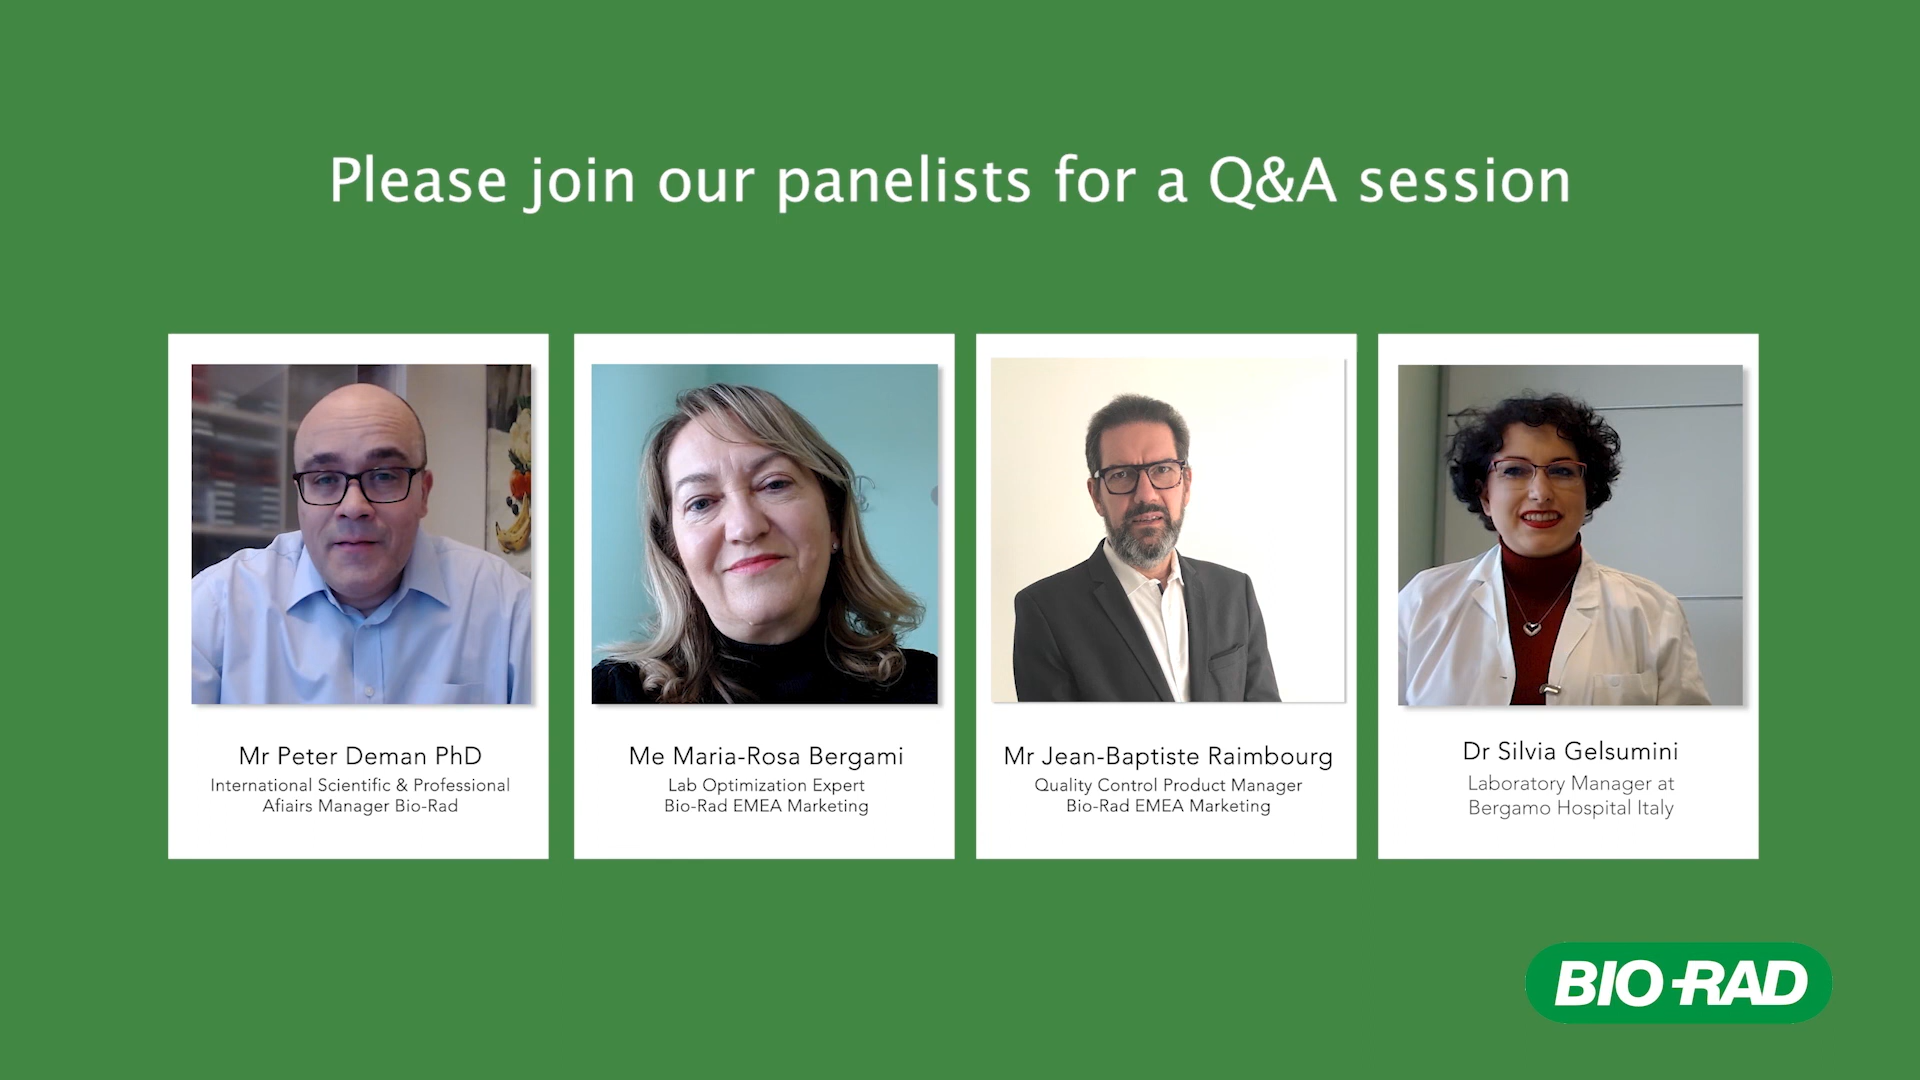 Please join our panelists for a Q&A session
Mr Peter Deman PhD
International Scientific & Professional
Afiairs Manager Bio-Rad
Me Maria-Rosa Bergami
Lab Optimization Expert
Bio-Rad EMEA Marketing
Mr Jean-Baptiste Raimbourg
Quality Control Product Manager
Bio-Rad EMEA Marketing
Dr Silvia Gelsumini
Laboratory Manager at
Bergamo Hospital Italy
BIO-RAD